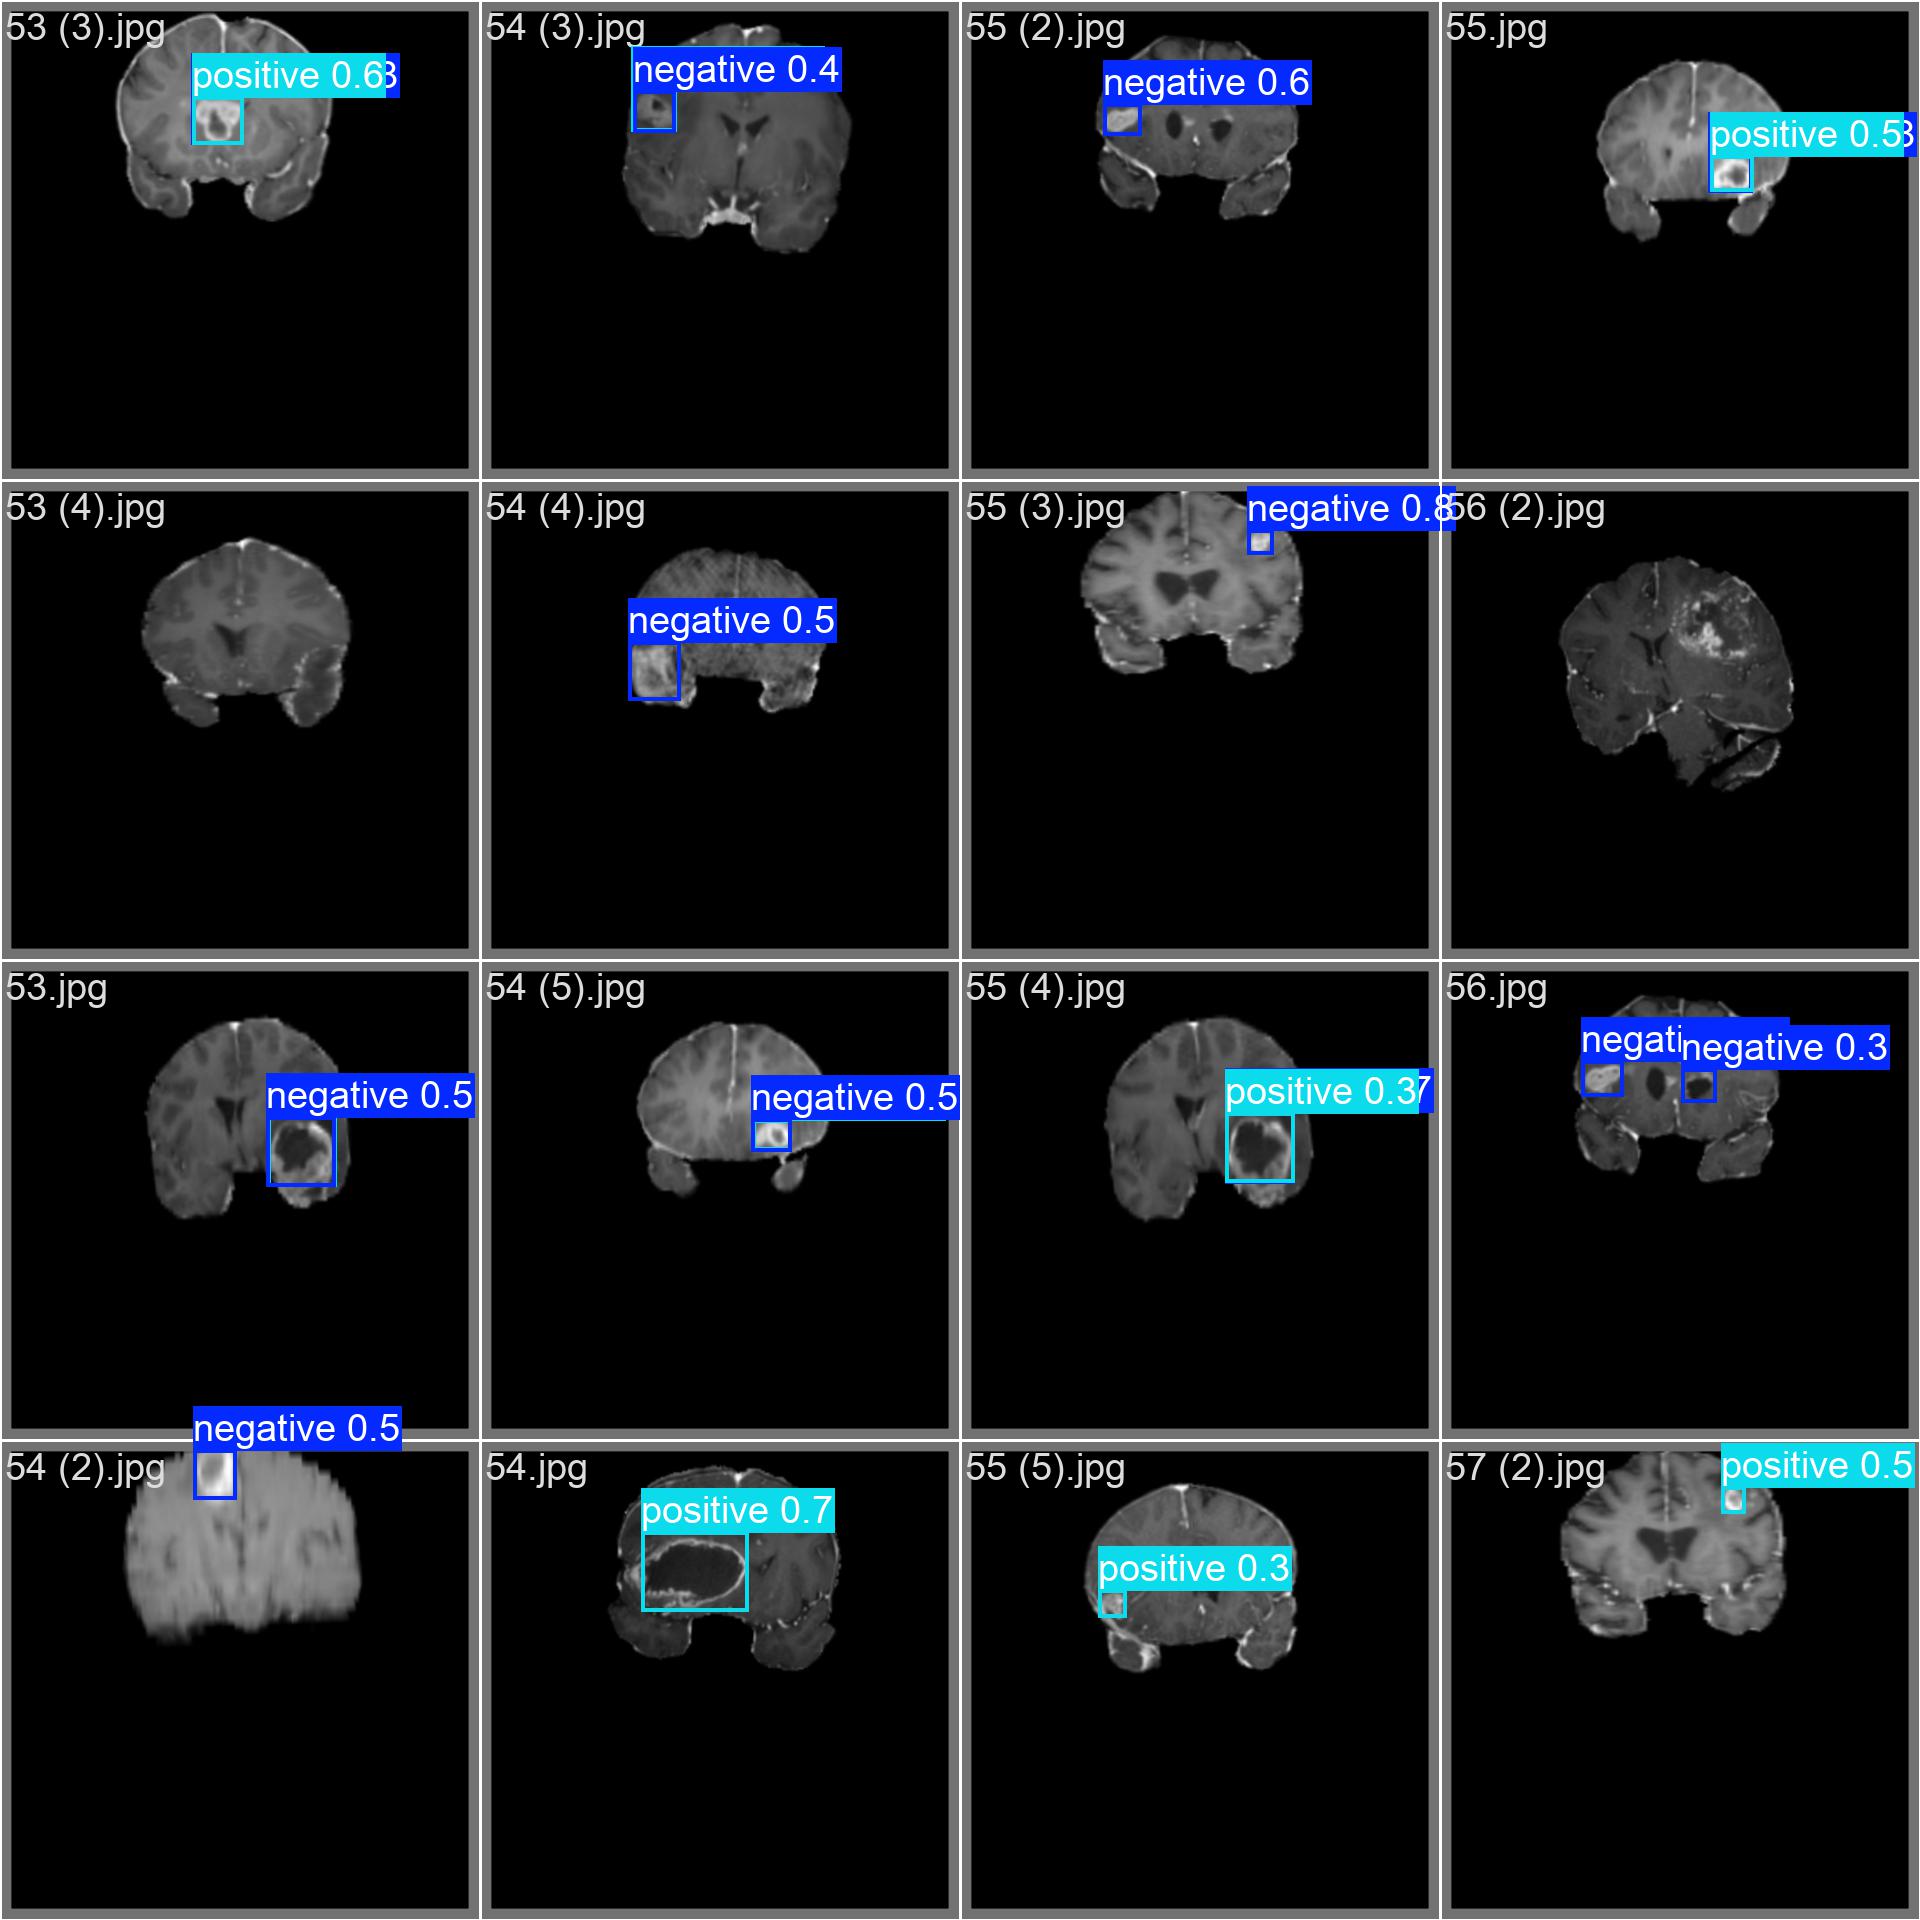 53 (3).jpg
positive 0.6
54 (3).jpg
negative 0.4
55 (2).jpg
negative 0.6
55.jpg
positive 0.5
53 (4).jpg
54 (4).jpg
negative 0.5
55 (3).jpg
negative 0.8
56 (2).jpg
53.jpg
negative 0.5
54 (5).jpg
negative 0.5
55 (4).jpg
positive 0.3
56.jpg
negative 0.3
54 (2).jpg
negative 0.5
54.jpg
positive 0.7
55 (5).jpg
positive 0.3
57 (2).jpg
positive 0.5